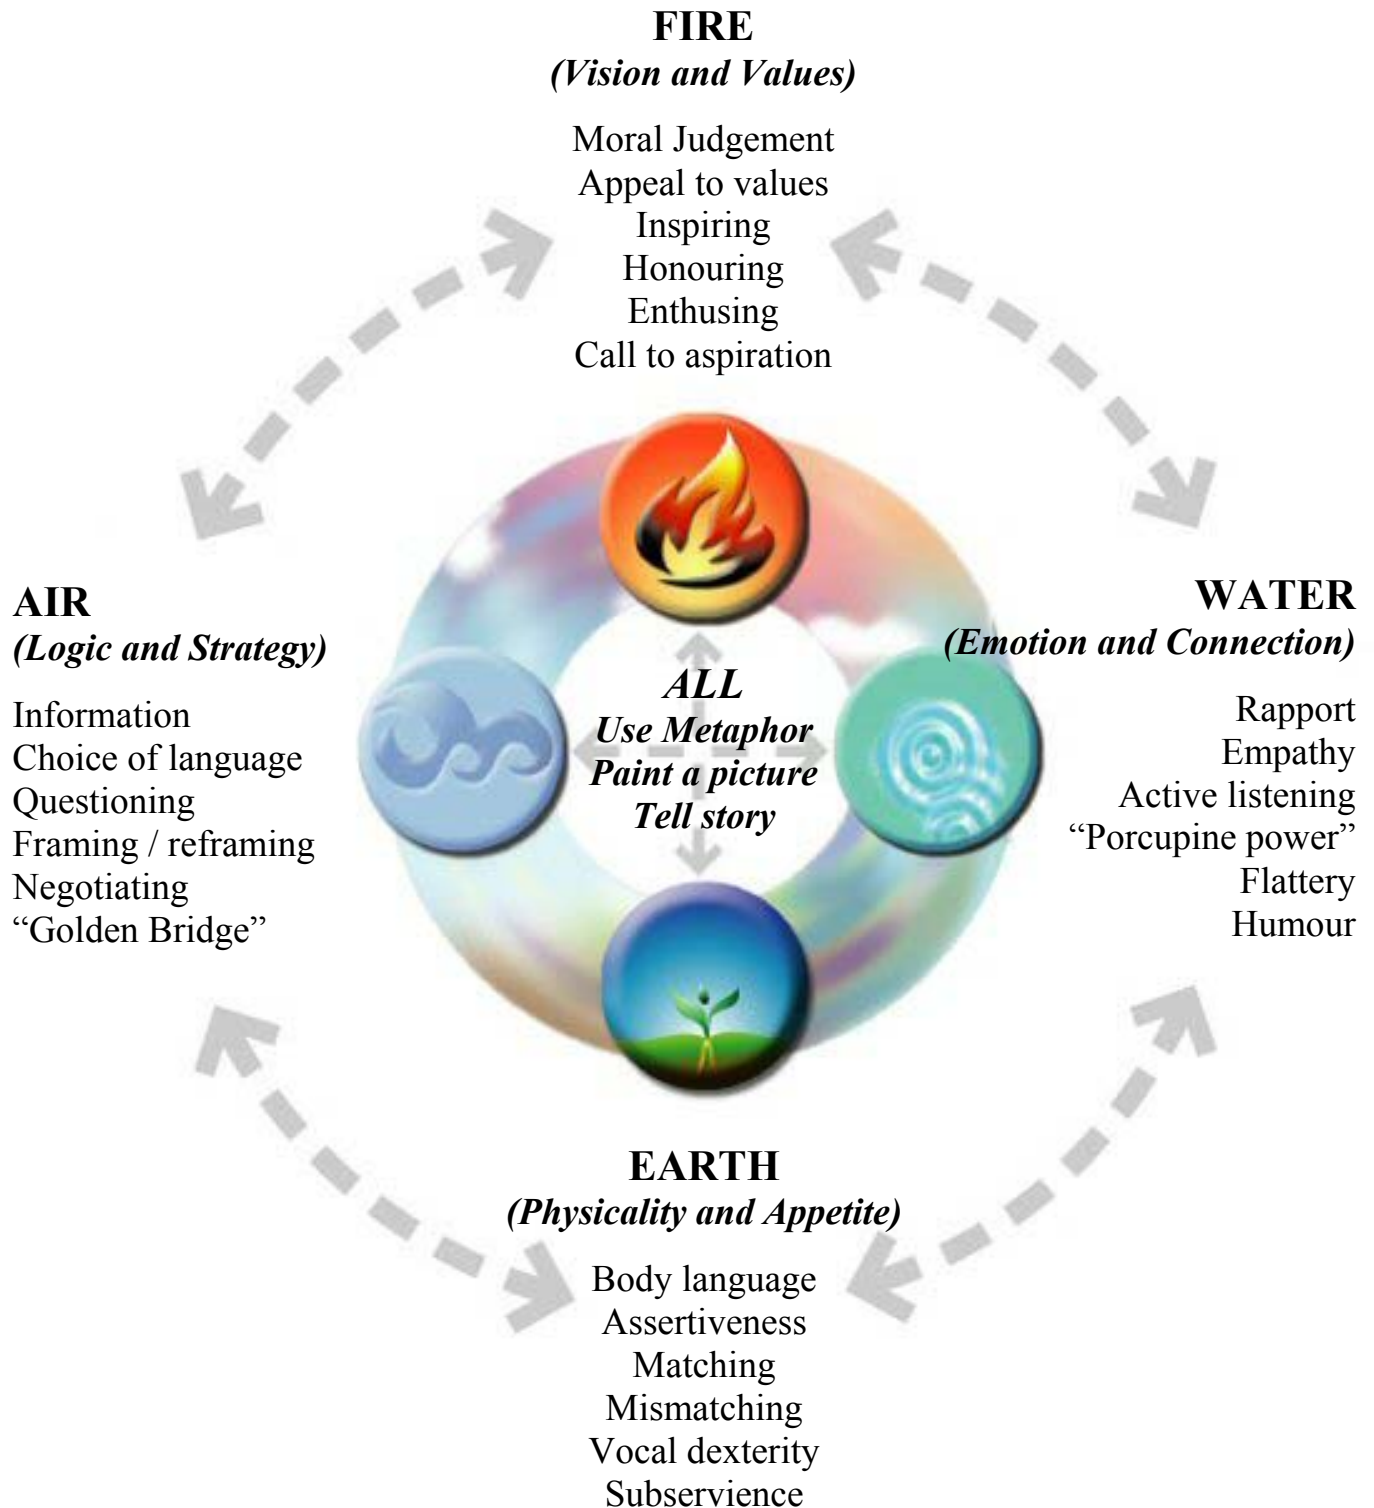 FIRE
(Vision and Values)
Moral Judgement
Appeal to values
Inspiring
Honouring
Enthusing
Call to aspiration
AIR
(Logic and Strategy)
Information
Choice of language
Questioning
Framing / reframing
Negotiating
“Golden Bridge”
ALL
Use Metaphor
Paint a picture
Tell story
WATER
(Emotion and Connection)
Rapport
Empathy
Active listening
“Porcupine power”
Flattery
Humour
EARTH
(Physicality and Appetite)
Body language
Assertiveness
Matching
Mismatching
Vocal dexterity
Subservience